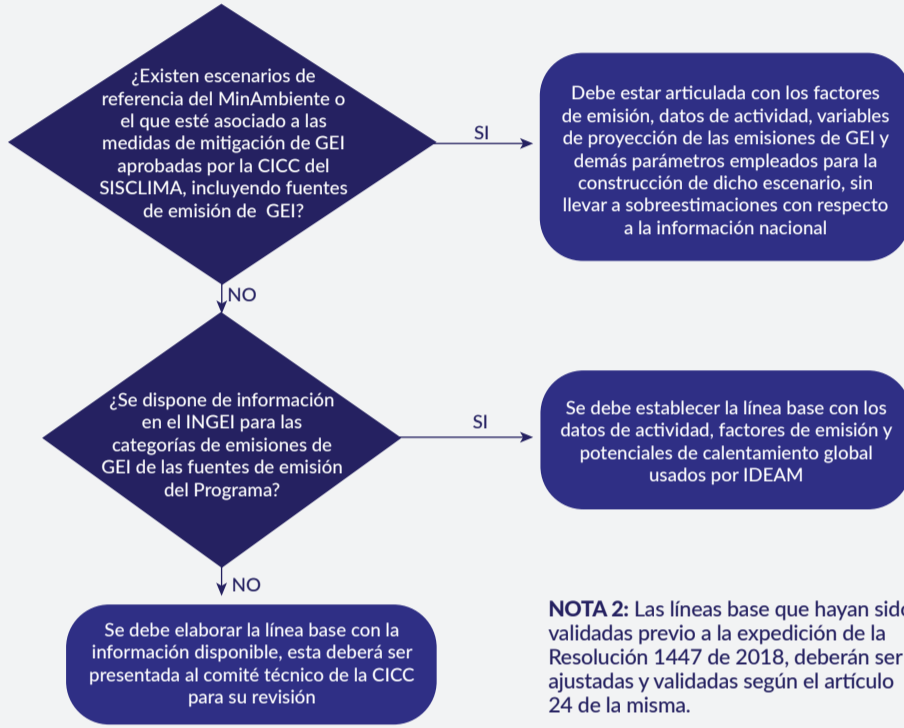 ¿Existen escenarios de
referencia del MinAmbiente o
el que esté asociado a las
medidas de mitigación de GEI
aprobadas por la CICC del
SISCLIMA, incluyendo fuentes
de emisión de GEI?
SI
Debe estar articulada con los factores
de emisión, datos de actividad, variables
de proyección de las emisiones de GEI y
demás parámetros empleados para la
construcción de dicho escenario, sin
llevar a sobreestimaciones con respecto
a la información nacional
NO
¿Se dispone de información
en el INGEI para las
categorías de emisiones de
GEI de las fuentes de emisión
del Programa?
SI
Se debe establecer la línea base con los
datos de actividad, factores de emisión y
potenciales de calentamiento global
usados por IDEAM
NO
Se debe elaborar la línea base con la
información disponible, esta deberá ser
presentada al comité técnico de la CICC
para su revisión
NOTA 2: Las líneas base que hayan sido
validadas previo a la expedición de la
Resolución 1447 de 2018, deberán ser
ajustadas y validadas según el artículo
24 de la misma.